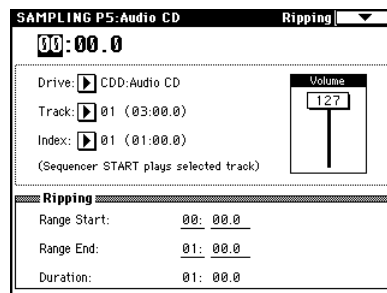 SAMPLING P5:Audio CD Ripping
00:00.0
Drive: CDD:Audio CD
Volume
127
Track: 01 (03:00.0)
Index: 01 (01:00.0)
(Sequencer START plays selected track)
Ripping
Range Start: 00: 00.0
Range End: 01: 00.0
Duration: 01: 00.0